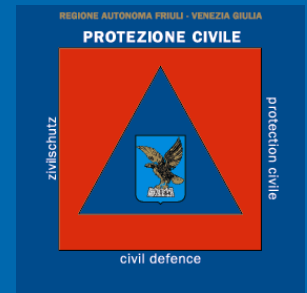 REGIONE AUTONOMA FRIULI - VENEZIA GIULIA
PROTEZIONE CIVILE
zivilschutz
protection civile
civil defence